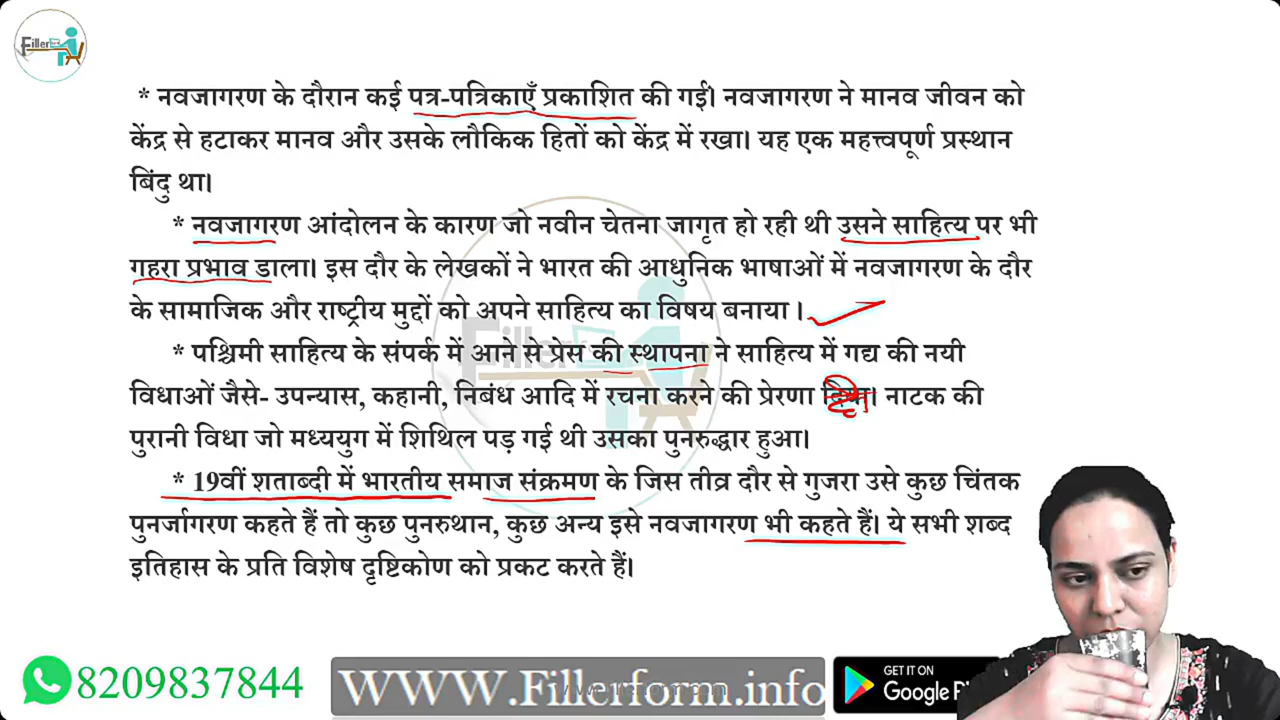 Filler
* नवजागरण के दौरान कई पत्र-पत्रिकाएँ प्रकाशित की गईं। नवजागरण ने मानव जीवन को
केंद्र से हटाकर मानव और उसके लौकिक हितों को केंद्र में रखा। यह एक महत्त्वपूर्ण प्रस्थान
बिंदु था।
* नवजागरण आंदोलन के कारण जो नवीन चेतना जागृत हो रही थी उसने साहित्य पर भी
गहरा प्रभाव डाला। इस दौर के लेखकों ने भारत की आधुनिक भाषाओं में नवजागरण के दौर
के सामाजिक और राष्ट्रीय मुद्दों को अपने साहित्य का विषय बनाया ।
* पश्चिमी साहित्य के संपर्क में आने से प्रेस की स्थापना ने साहित्य में गद्य की नयी
विधाओं जैसे- उपन्यास, कहानी, निबंध आदि में रचना करने की प्रेरणा । नाटक की
पुरानी विधा जो मध्ययुग में शिथिल पड़ गई थी उसका पुनरुद्धार हुआ।
* 19वीं शताब्दी में भारतीय समाज संक्रमण के जिस तीव्र दौर से गुजरा उसे कुछ चिंतक
पुनर्जागरण कहते हैं तो कुछ पुनरुथान, कुछ अन्य इसे नवजागरण भी कहते हैं। ये सभी शब्द
इतिहास के प्रति विशेष दृष्टिकोण को प्रकट करते हैं।
8209837844
www.Fillerform.info
GET IT ON
Google